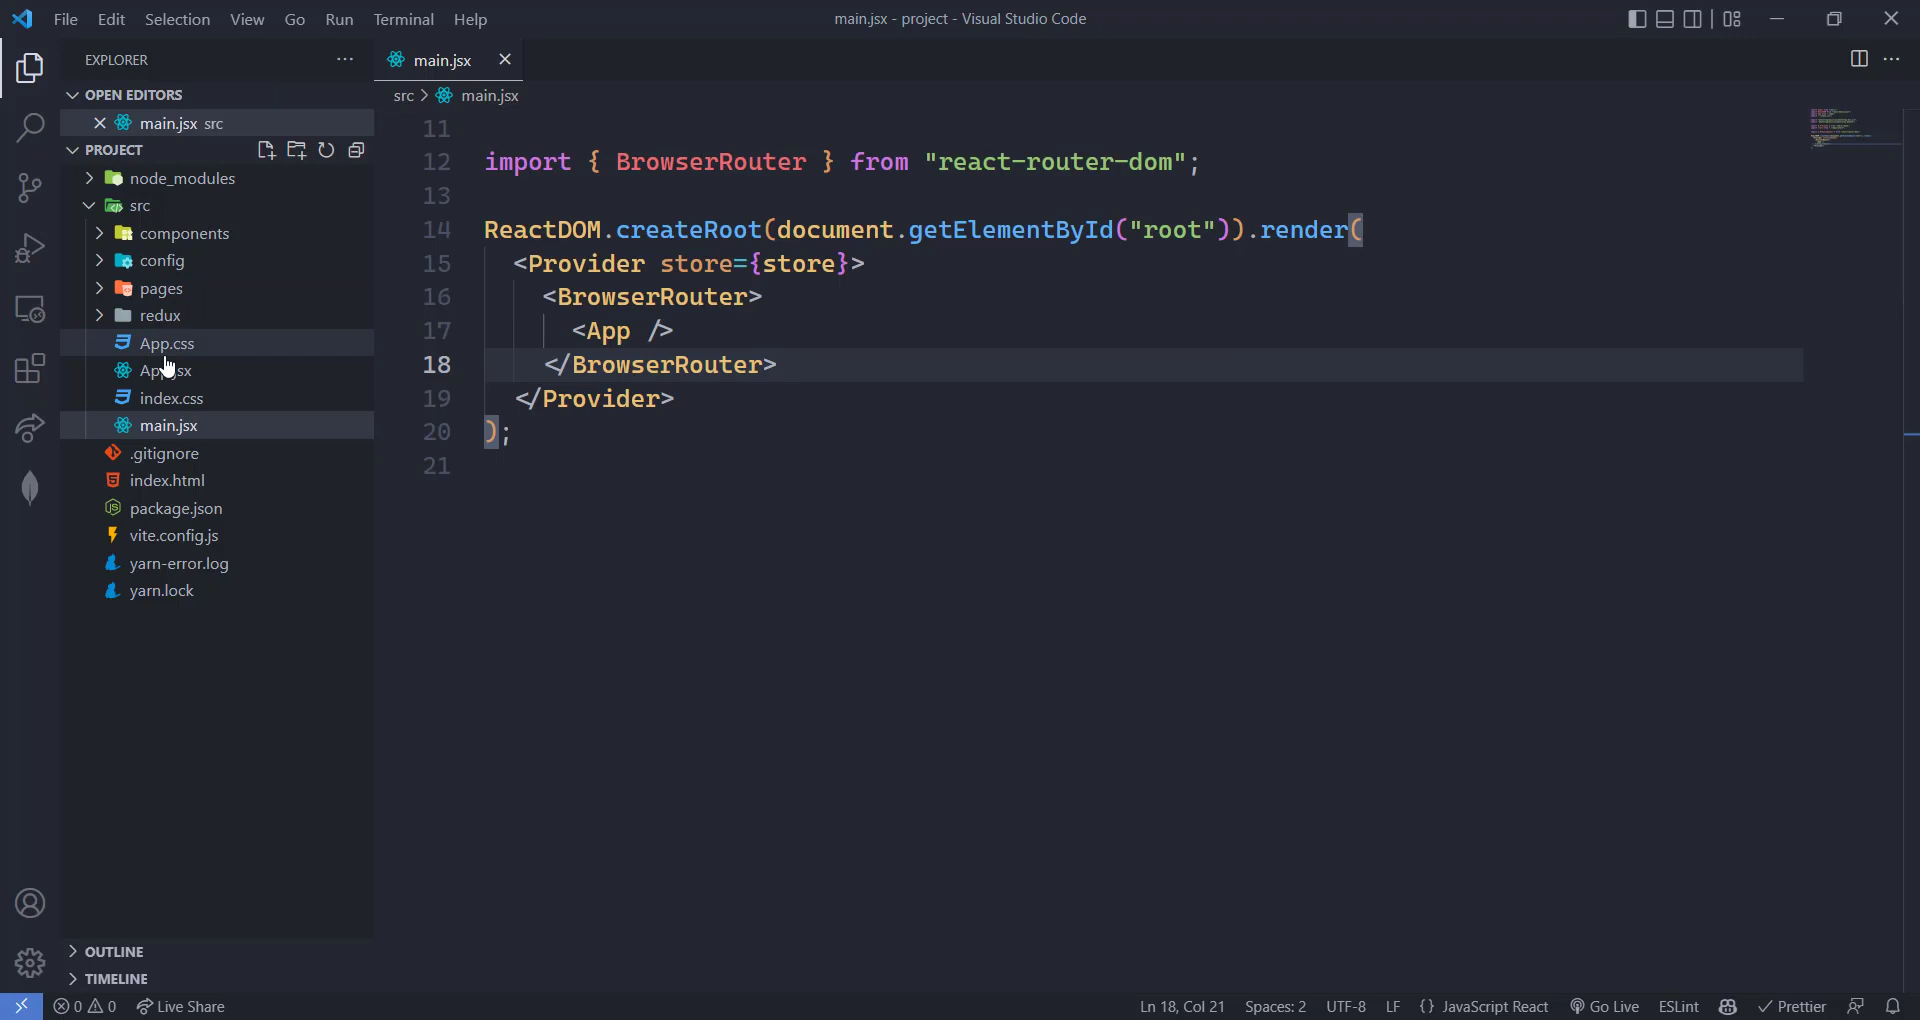 File Edit Selection View Go Run Terminal Help
main.jsx - project - Visual Studio Code
EXPLORER
main.jsx
OPEN EDITORS
main.jsx src
PROJECT
node_modules
src
components
config
pages
redux
App.css
App.jsx
index.css
main.jsx
.gitignore
index.html
package.json
vite.config.js
yarn-error.log
yarn.lock
OUTLINE
TIMELINE
src > main.jsx
11
12 import { BrowserRouter } from "react-router-dom";
13
14 ReactDOM.createRoot(document.getElementById("root")).render(
15 <Provider store={store}>
16 <BrowserRouter>
17 <App />
18 </BrowserRouter>
19 </Provider>
20 );
21
0 0 Live Share
Ln 18, Col 21 Spaces: 2 UTF-8 LF {} JavaScript React Go Live ESLint Prettier